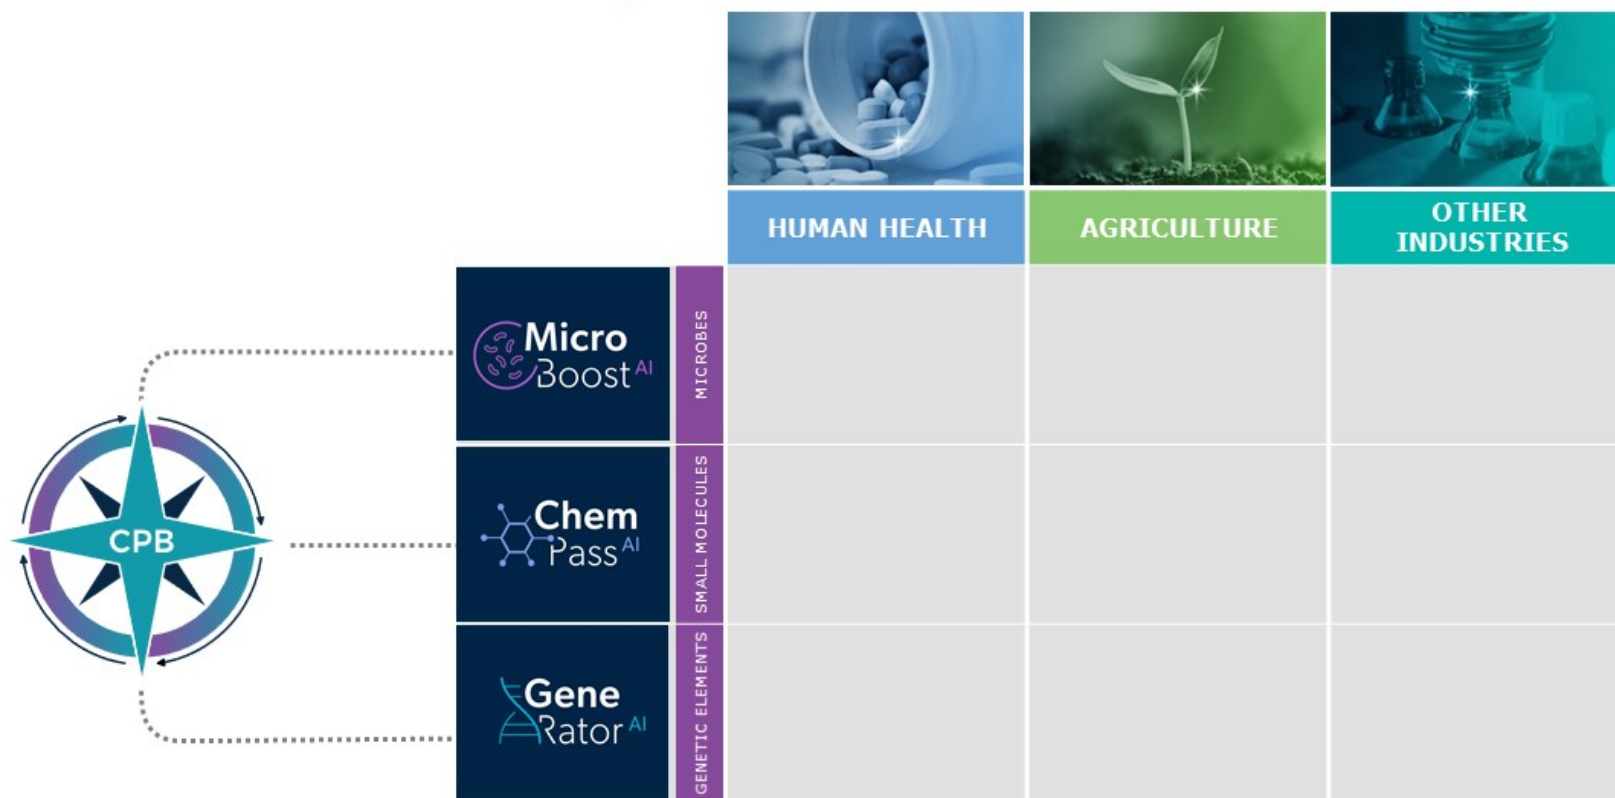 HUMAN HEALTH
AGRICULTURE
OTHER
INDUSTRIES
Micro
Boost AI
MICROBES
CPB
Chem
Pass AI
SMALL MOLECULES
Gene
Rator AI
GENETIC ELEMENTS